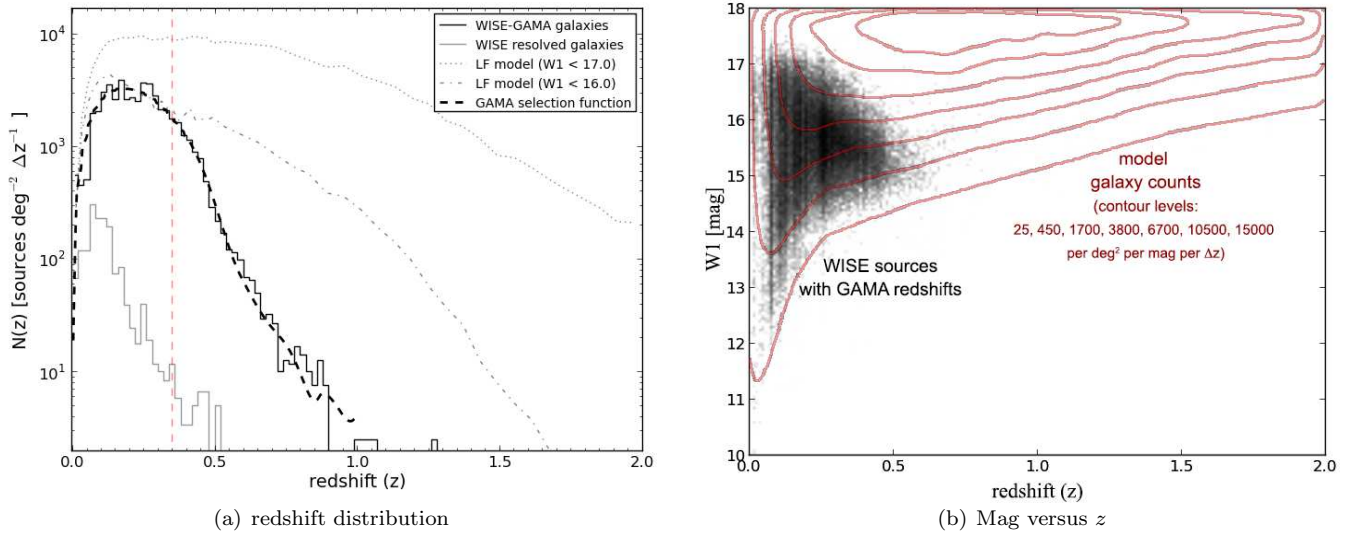 WISE-GAMA galaxies
WISE resolved galaxies
LF model (W1 < 17.0)
LF model (W1 < 16.0)
GAMA selection function
10⁴
10³
10²
10¹
N(z) [sources deg⁻² Δz⁻¹ ]
0.0 0.5 1.0 1.5 2.0
redshift (z)
(a) redshift distribution
18
17
16
15
14
13
12
11
10
W1 [mag]
model
galaxy counts
(contour levels:
25, 450, 1700, 3800, 6700, 10500, 15000
per deg² per mag per Δz)
WISE sources
with GAMA redshifts
0.0 0.5 1.0 1.5 2.0
redshift (z)
(b) Mag versus z